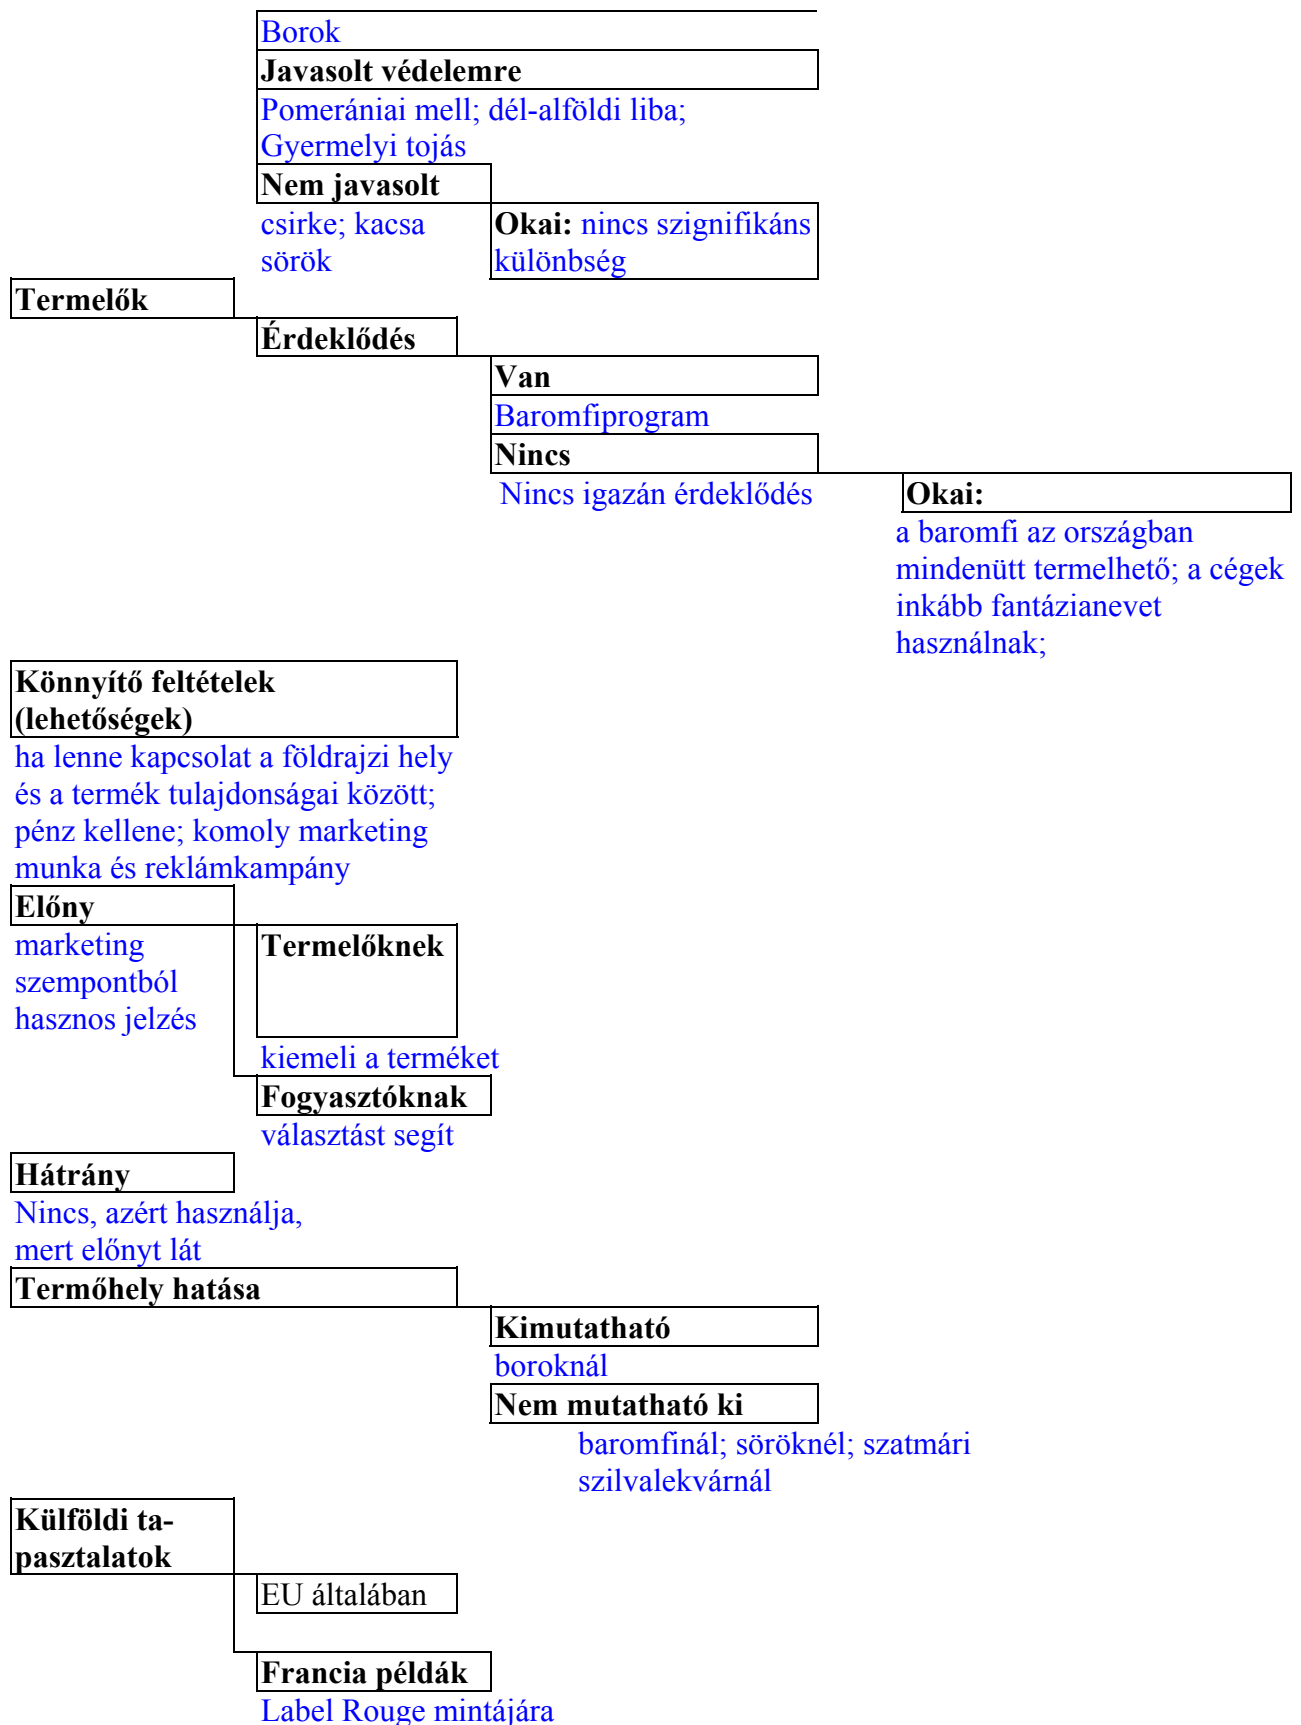 Borok
Javasolt védelemre
Pomerániai mell; dél-alföldi liba;
Gyermelyi tojás
Nem javasolt
csirke; kacsa
sörök
Okai: nincs szignifikáns
különbség
Termelők
Érdeklődés
Van
Baromfiprogram
Nincs
Nincs igazán érdeklődés
Okai:
a baromfi az országban
mindenütt termelhető; a cégek
inkább fantázianevet
használnak;
Könnyítő feltételek
(lehetőségek)
ha lenne kapcsolat a földrajzi hely
és a termék tulajdonságai között;
pénz kellene; komoly marketing
munka és reklámkampány
Előny
marketing
szempontból
hasznos jelzés
Termelőknek
kiemeli a terméket
Fogyasztóknak
választást segít
Hátrány
Nincs, azért használja,
mert előnyt lát
Termőhely hatása
Kimutatható
boroknál
Nem mutatható ki
baromfinál; söröknél; szatmári
szilvalekvárnál
Külföldi ta-
pasztalatok
EU általában
Francia példák
Label Rouge mintájára